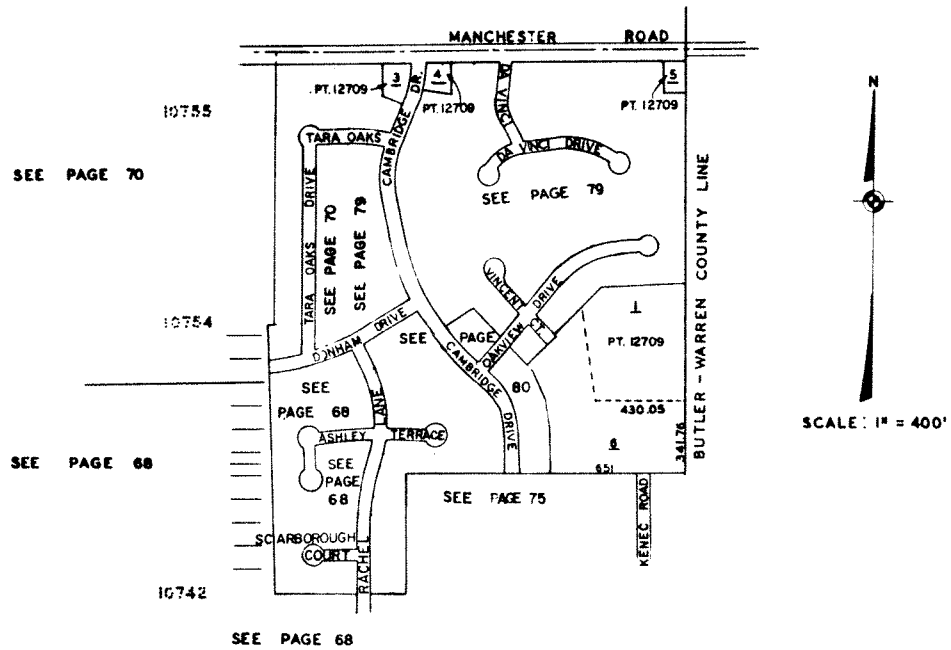 MANCHESTER ROAD
3
PT. 12709
CAMBRIDGE DR.
4
PT. 12709
DA VINCI
5
PT. 12709
N
10755
TARA OAKS
DA VINCI DRIVE
SEE PAGE 70
SEE PAGE 79
TARA OAKS DRIVE
SEE PAGE 70
SEE PAGE 79
BUTLER - WARREN COUNTY LINE
VINCENT CT.
OAKVIEW DRIVE
1
PT. 12709
10754
DONHAM DRIVE
SEE PAGE 80
CAMBRIDGE DRIVE
430.05
SCALE: 1" = 400'
SEE
PAGE 68
RACHEL LANE
ASHLEY TERRACE
6
6.51
341.76
SEE PAGE 68
SEE
PAGE
68
SEE PAGE 75
KENEC ROAD
SCARBOROUGH
COURT
10742
SEE PAGE 68